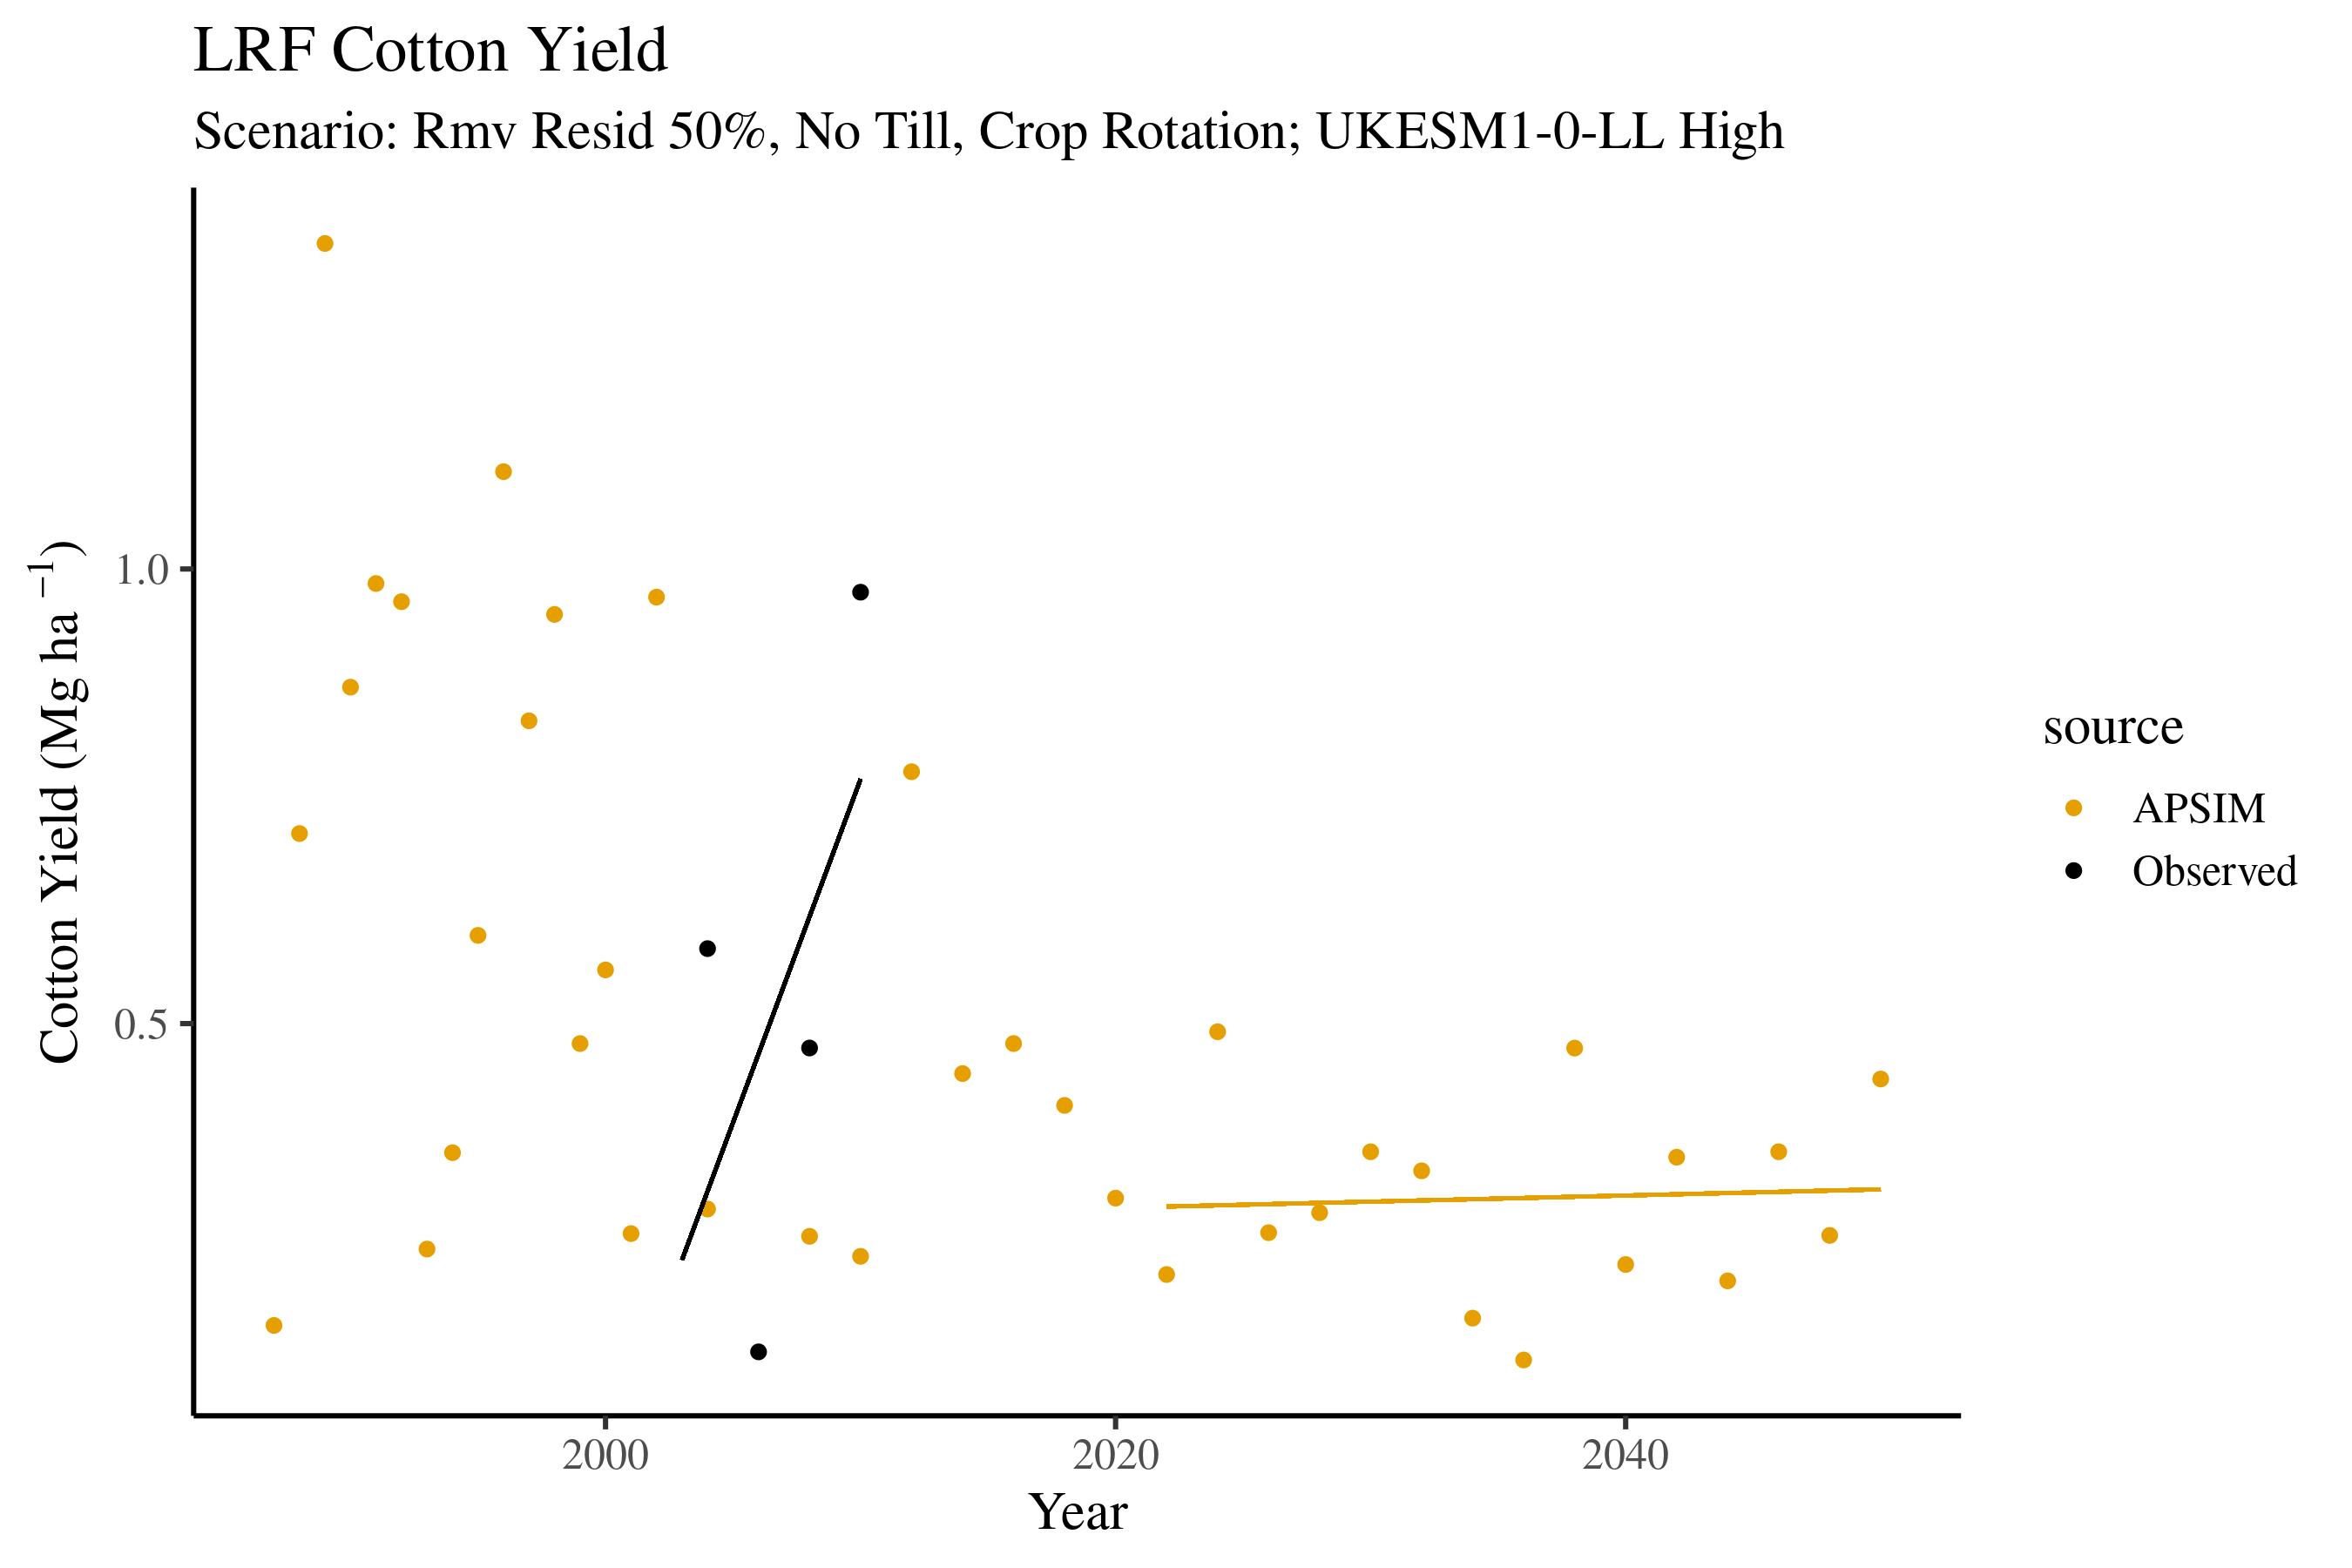 LRF Cotton Yield
Scenario: Rmv Resid 50%, No Till, Crop Rotation; UKESM1-0-LL High
Cotton Yield (Mg ha −1)
1.0
0.5
2000
2020
2040
Year
source
APSIM
Observed